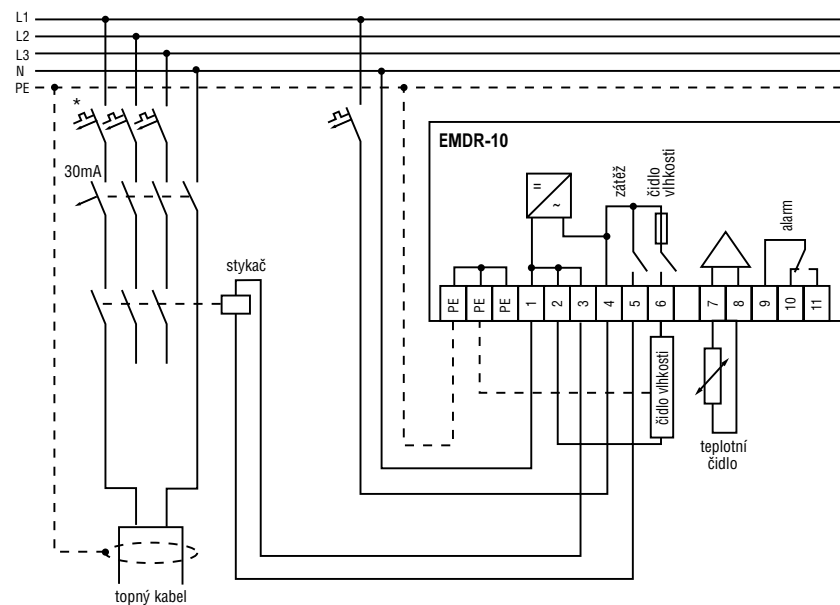 L1
L2
L3
N
PE
*
30mA
stykač
topný kabel
EMDR-10
=
~
zátěž
čidlo
vlhkosti
alarm
PE
PE
PE
1
2
3
4
5
6
7
8
9
10
11
čidlo vlhkosti
teplotní
čidlo